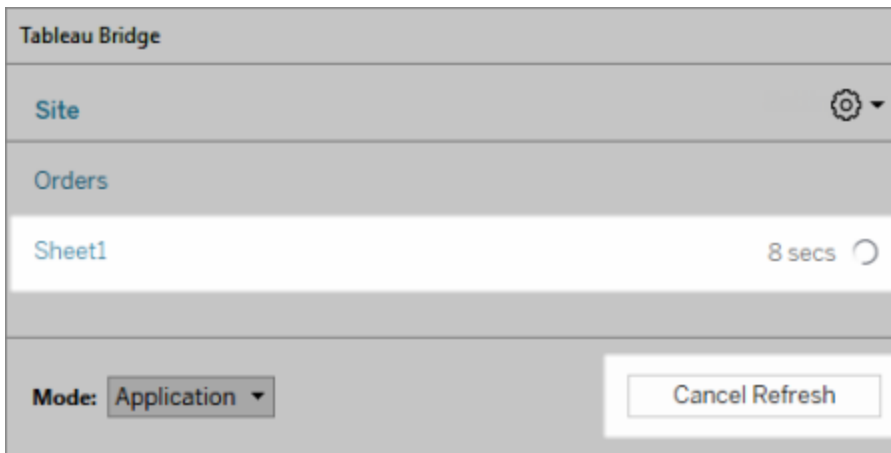 Tableau Bridge
Site
Orders
Sheet1 8 secs
Mode: Application Cancel Refresh